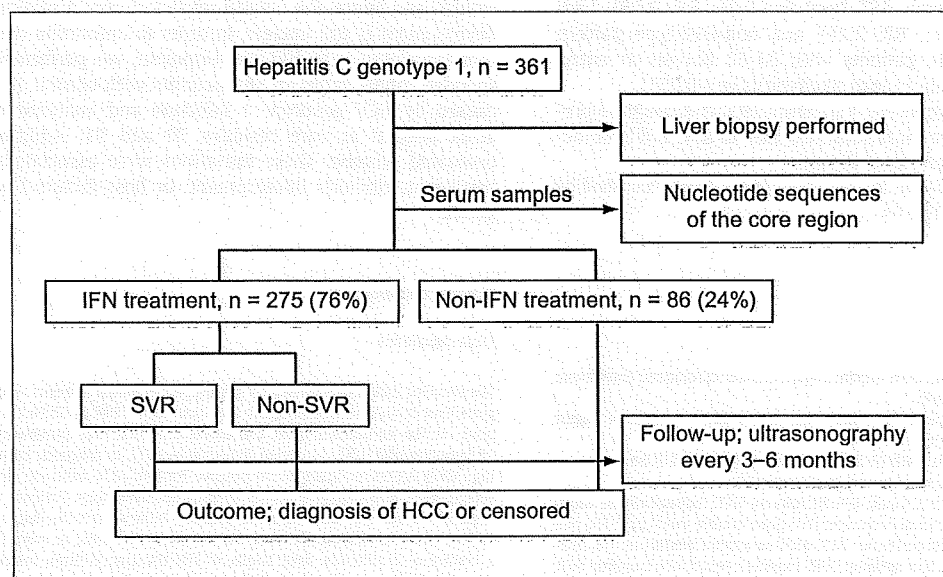 Hepatitis C genotype 1, n = 361
Liver biopsy performed
Serum samples
Nucleotide sequences
of the core region
IFN treatment, n = 275 (76%)
Non-IFN treatment, n = 86 (24%)
SVR
Non-SVR
Follow-up; ultrasonography
every 3–6 months
Outcome; diagnosis of HCC or censored